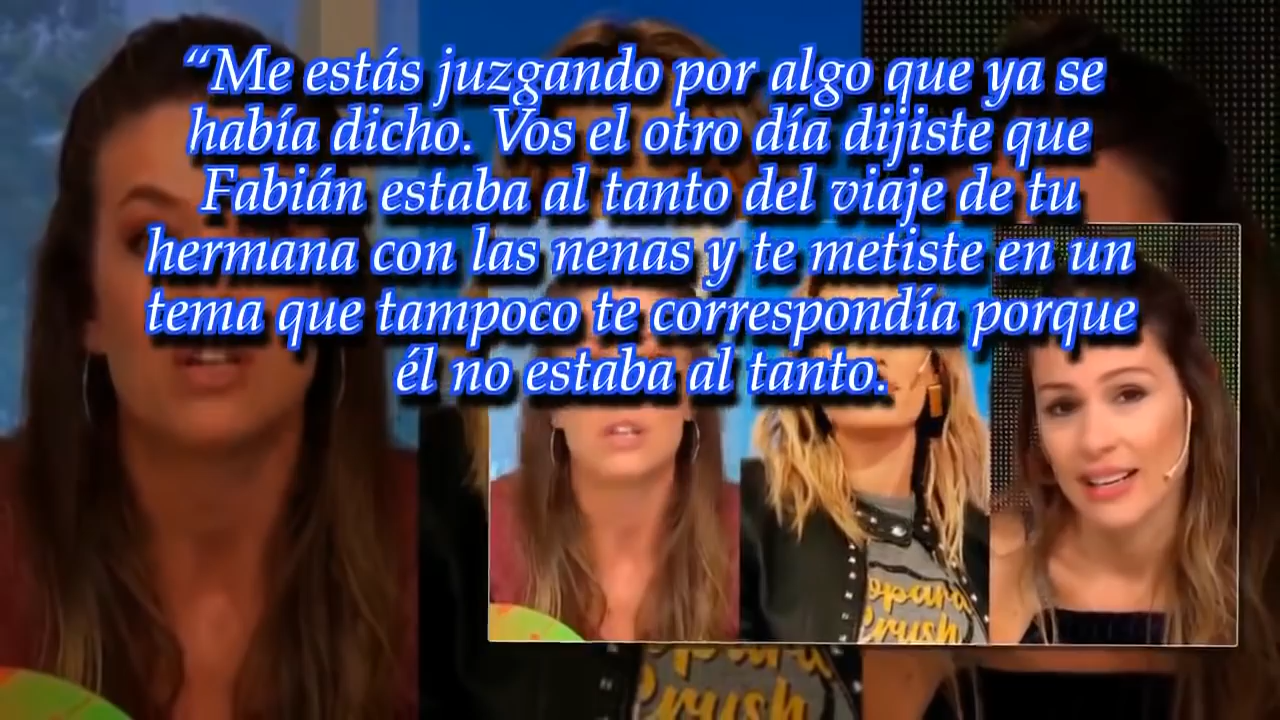 “Me estás juzgando por algo que ya se
había dicho. Vos el otro día dijiste que
Fabián estaba al tanto del viaje de tu
hermana con las nenas y te metiste en un
tema que tampoco te correspondía porque
él no estaba al tanto.
Crush
Crush